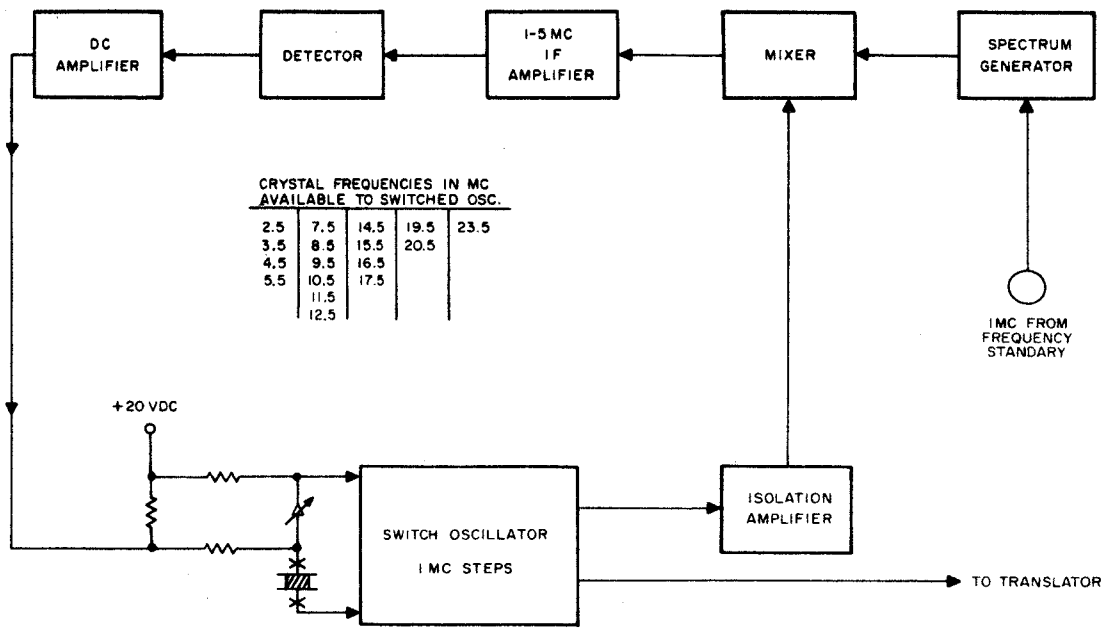 DC
AMPLIFIER
DETECTOR
1-5 MC
IF
AMPLIFIER
MIXER
SPECTRUM
GENERATOR
CRYSTAL FREQUENCIES IN MC
AVAILABLE TO SWITCHED OSC.
2.5 7.5 14.5 19.5 23.5
3.5 8.5 15.5 20.5
4.5 9.5 16.5
5.5 10.5 17.5
11.5
12.5
1 MC FROM
FREQUENCY
STANDARY
+20 VDC
SWITCH OSCILLATOR
1 MC STEPS
ISOLATION
AMPLIFIER
TO TRANSLATOR